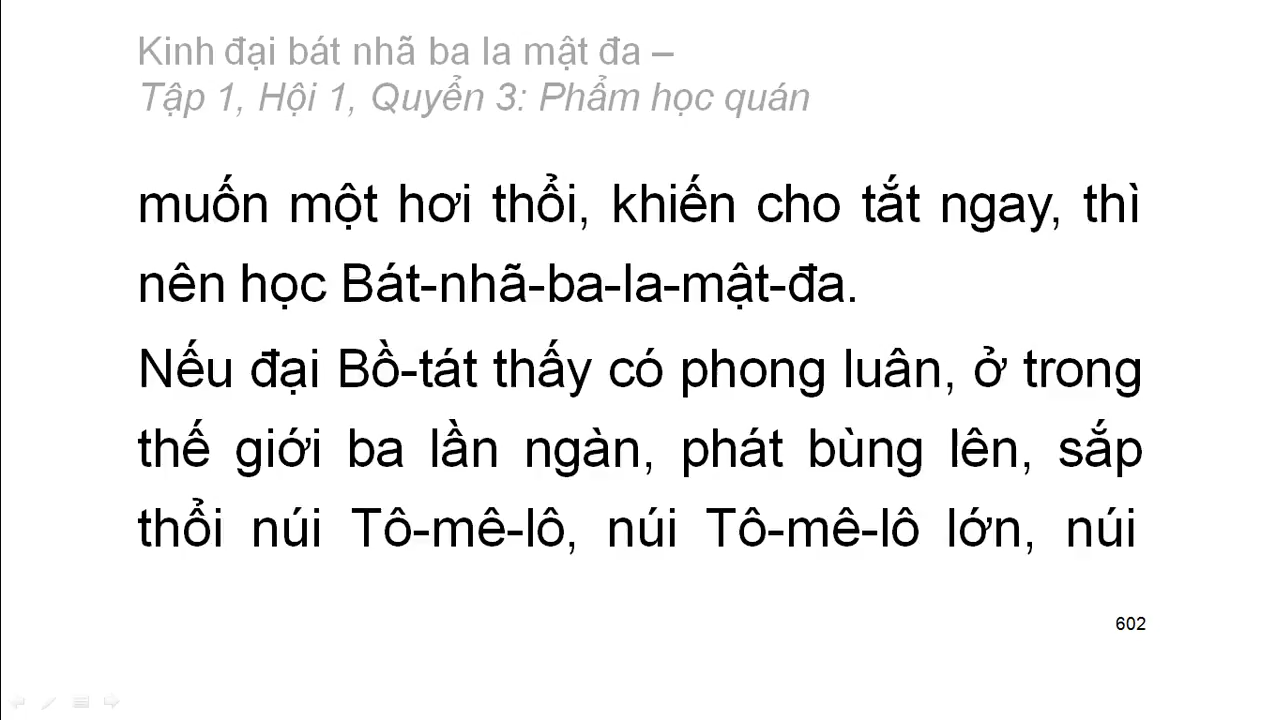 Kinh đại bát nhã ba la mật đa –
Tập 1, Hội 1, Quyển 3: Phẩm học quán
muốn một hơi thổi, khiến cho tắt ngay, thì
nên học Bát-nhã-ba-la-mật-đa.
Nếu đại Bồ-tát thấy có phong luân, ở trong
thế giới ba lần ngàn, phát bùng lên, sắp
thổi núi Tô-mê-lô, núi Tô-mê-lô lớn, núi
602